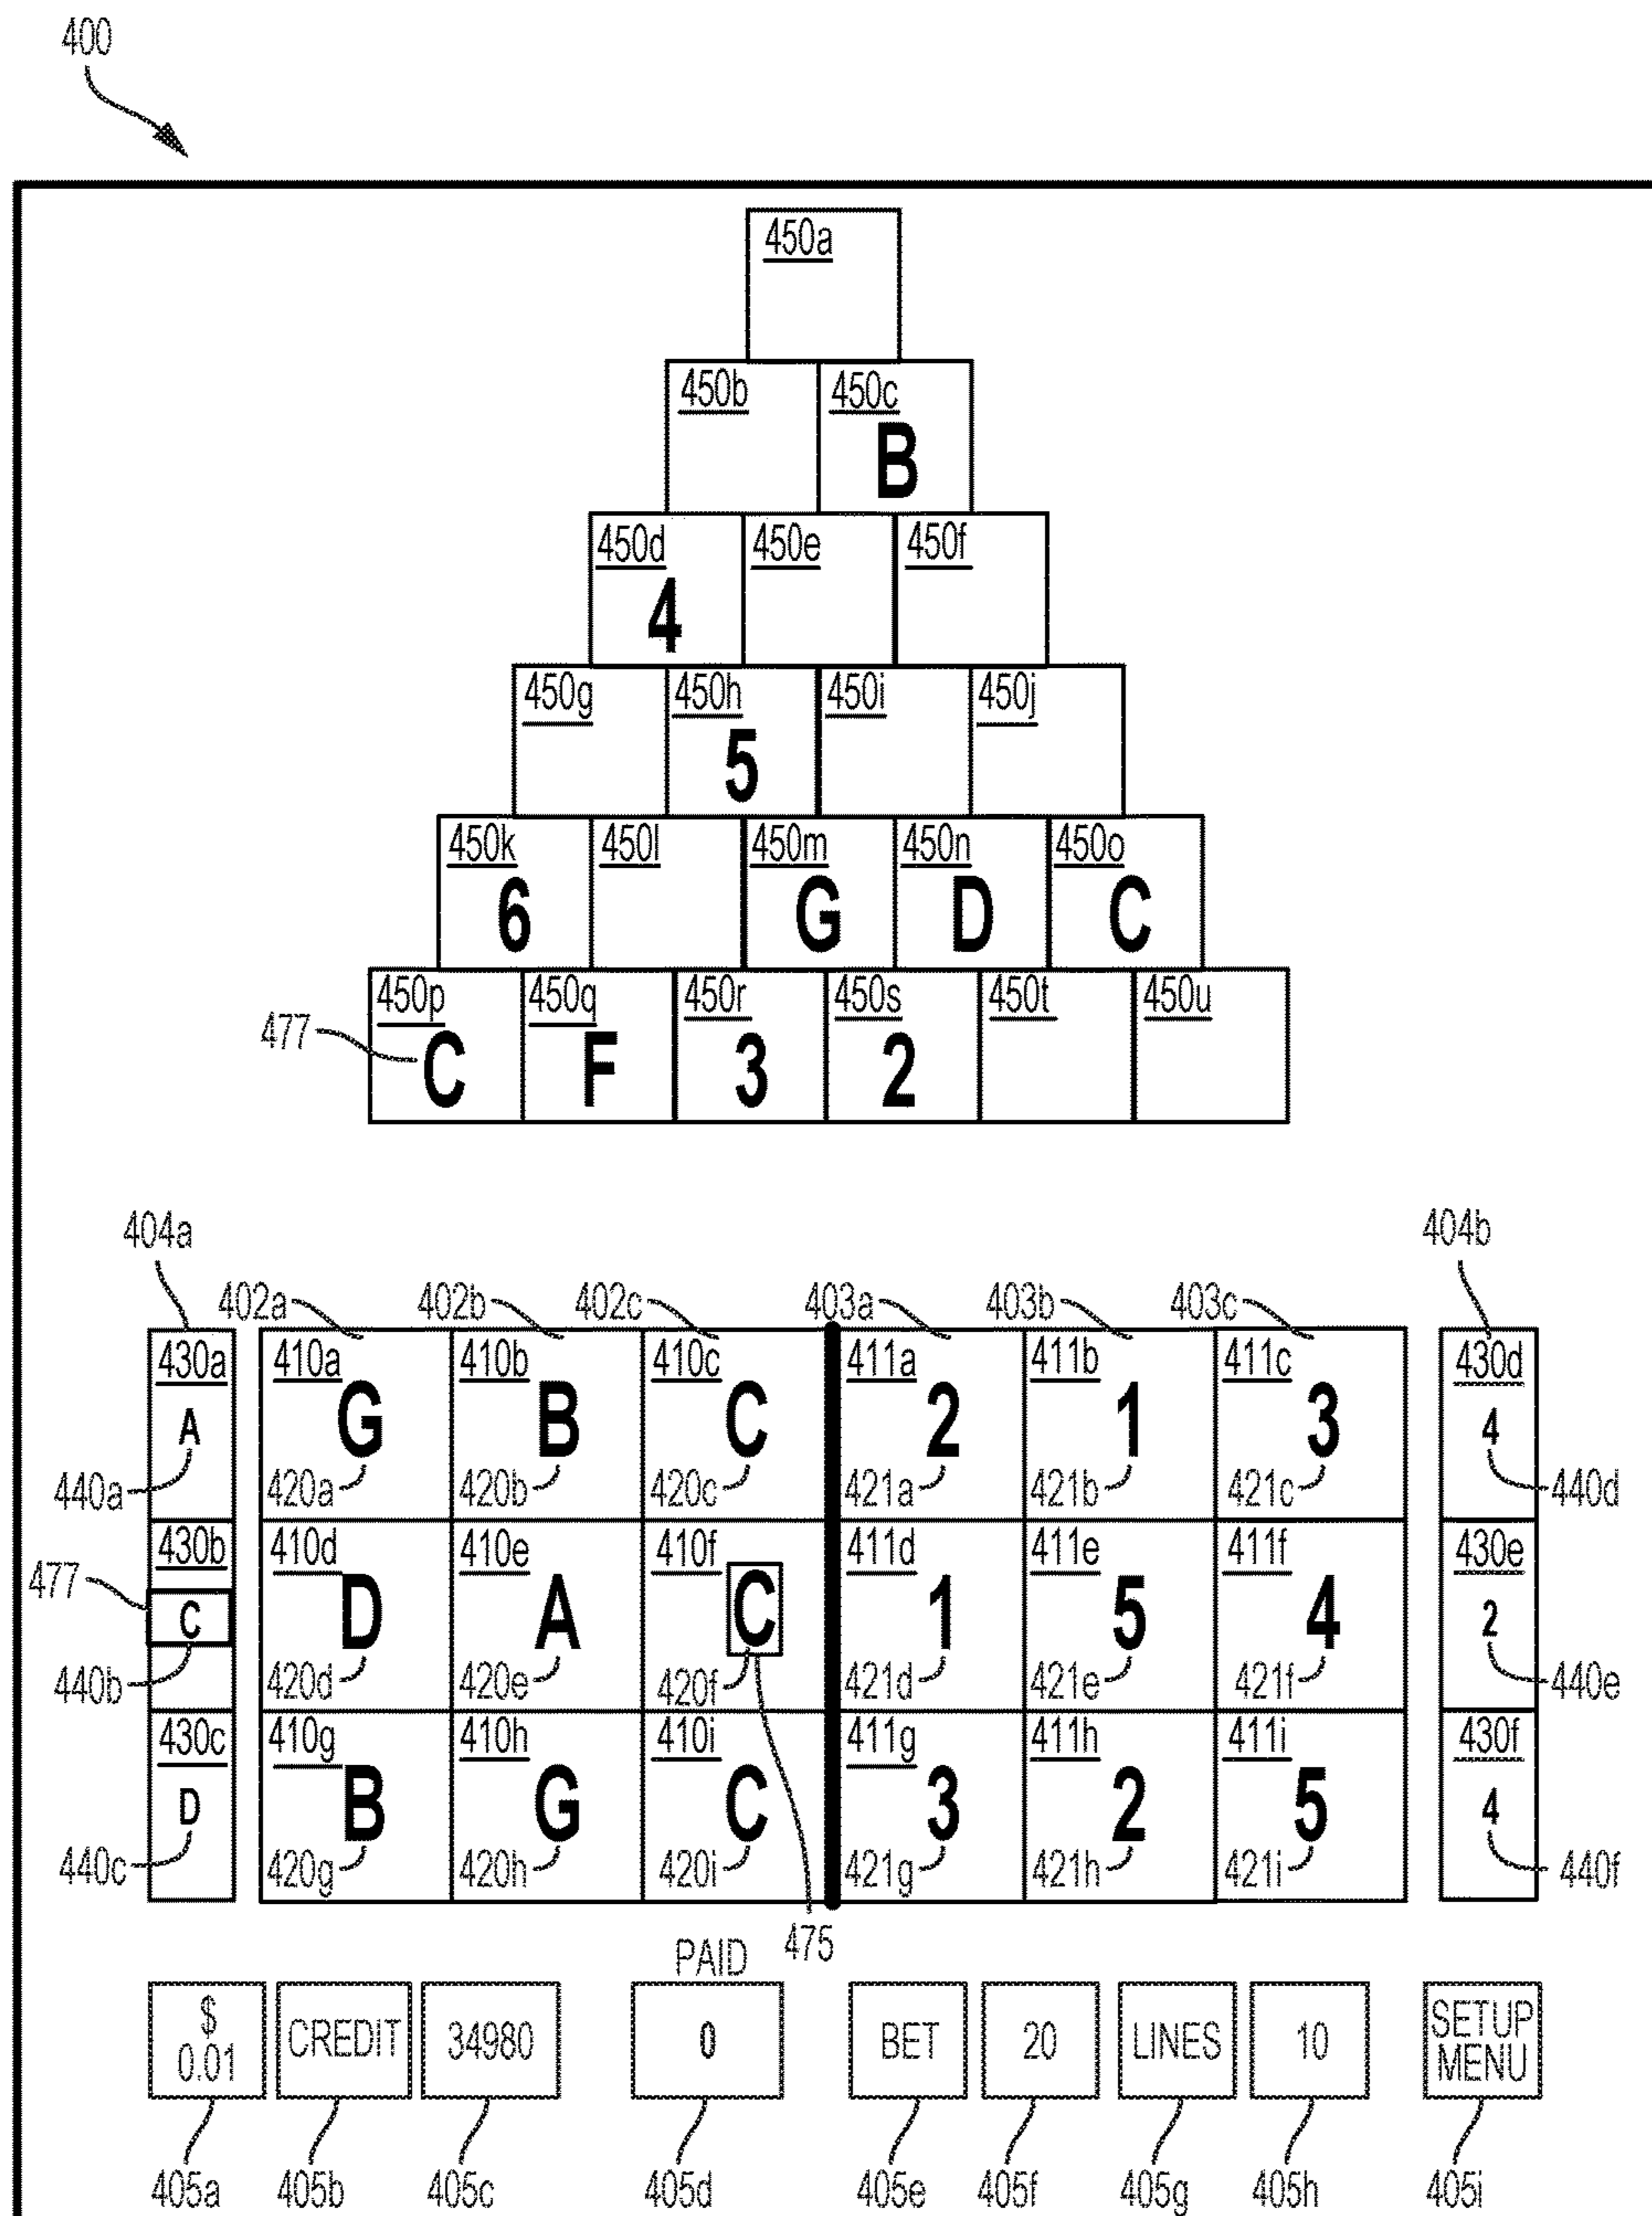 400
450a
450b 450c
B
450d 450e 450f
4
450g 450h 450i 450j
5
450k 450l 450m 450n 450o
6 G D C
450p 450q 450r 450s 450t 450u
477 C F 3 2
404a 404b
402a 402b 402c 403a 403b 403c
430a 410a 410b 410c 411a 411b 411c 430d
A G B C 2 1 3 4
440a 420a 420b 420c 421a 421b 421c 440d
430b 410d 410e 410f 411d 411e 411f 430e
477 C D A C 1 5 4 2
440b 420d 420e 420f 421d 421e 421f 440e
430c 410g 410h 410i 411g 411h 411i 430f
D B G C 3 2 5 4
440c 420g 420h 420i 421g 421h 421i 440f
PAID 475
$
0.01 CREDIT 34980 0 BET 20 LINES 10 SETUP
MENU
405a 405b 405c 405d 405e 405f 405g 405h 405i